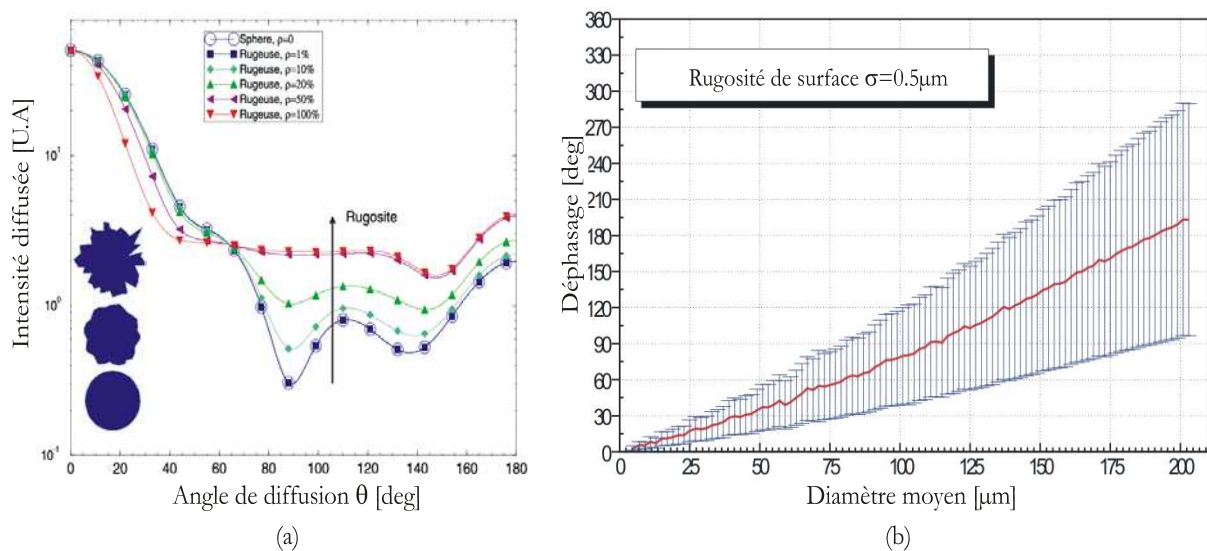 Intensité diffusée [U.A]
10¹
10⁰
10⁻¹
Sphere, ρ=0
Rugeuse, ρ=1%
Rugeuse, ρ=10%
Rugeuse, ρ=20%
Rugeuse, ρ=50%
Rugeuse, ρ=100%
Rugosite
0 20 40 60 80 100 120 140 160 180
Angle de diffusion θ [deg]
(a)
Déphasage [deg]
360
330
300
270
240
210
180
150
120
90
60
30
0
Rugosité de surface σ=0.5µm
0 25 50 75 100 125 150 175 200
Diamètre moyen [µm]
(b)